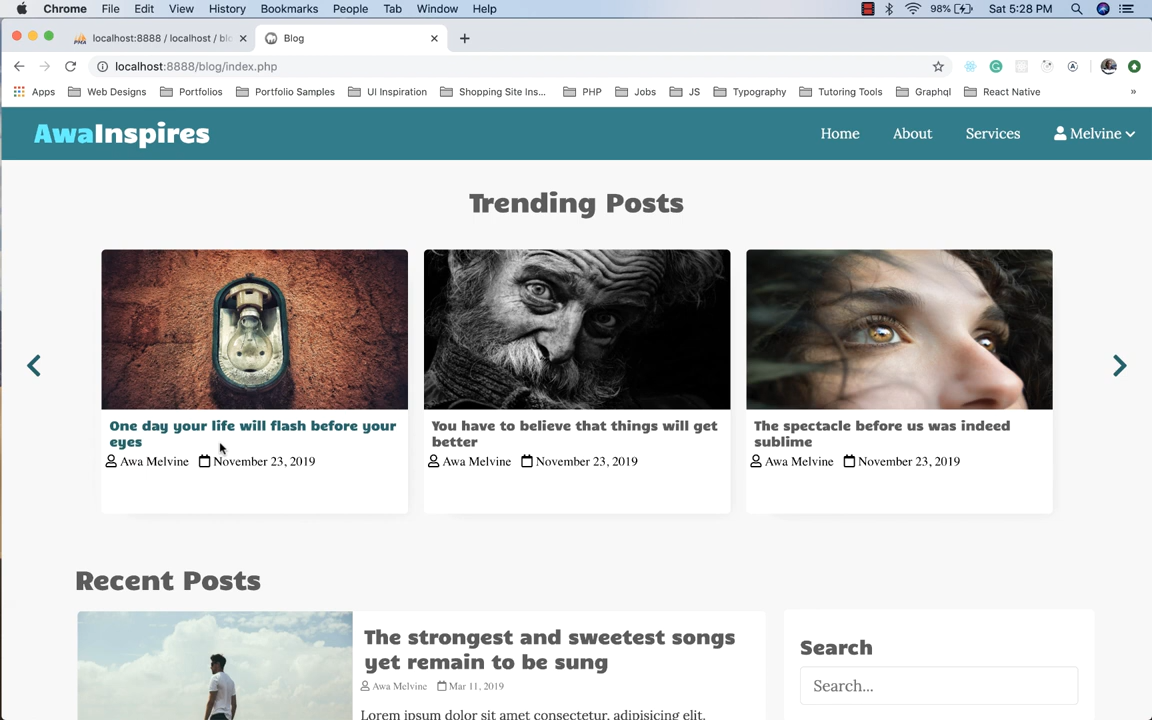 Chrome File Edit View History Bookmarks People Tab Window Help 98% Sat 5:28 PM
localhost:8888 / localhost / blo Blog
localhost:8888/blog/index.php
Apps Web Designs Portfolios Portfolio Samples UI Inspiration Shopping Site Ins... PHP Jobs JS Typography Tutoring Tools Graphql React Native »
AwaInspires Home About Services Melvine
Trending Posts
One day your life will flash before your
eyes
Awa Melvine November 23, 2019
You have to believe that things will get
better
Awa Melvine November 23, 2019
The spectacle before us was indeed
sublime
Awa Melvine November 23, 2019
Recent Posts
The strongest and sweetest songs
yet remain to be sung
Awa Melvine Mar 11, 2019
Lorem ipsum dolor sit amet consectetur, adipisicing elit.
Search
Search...